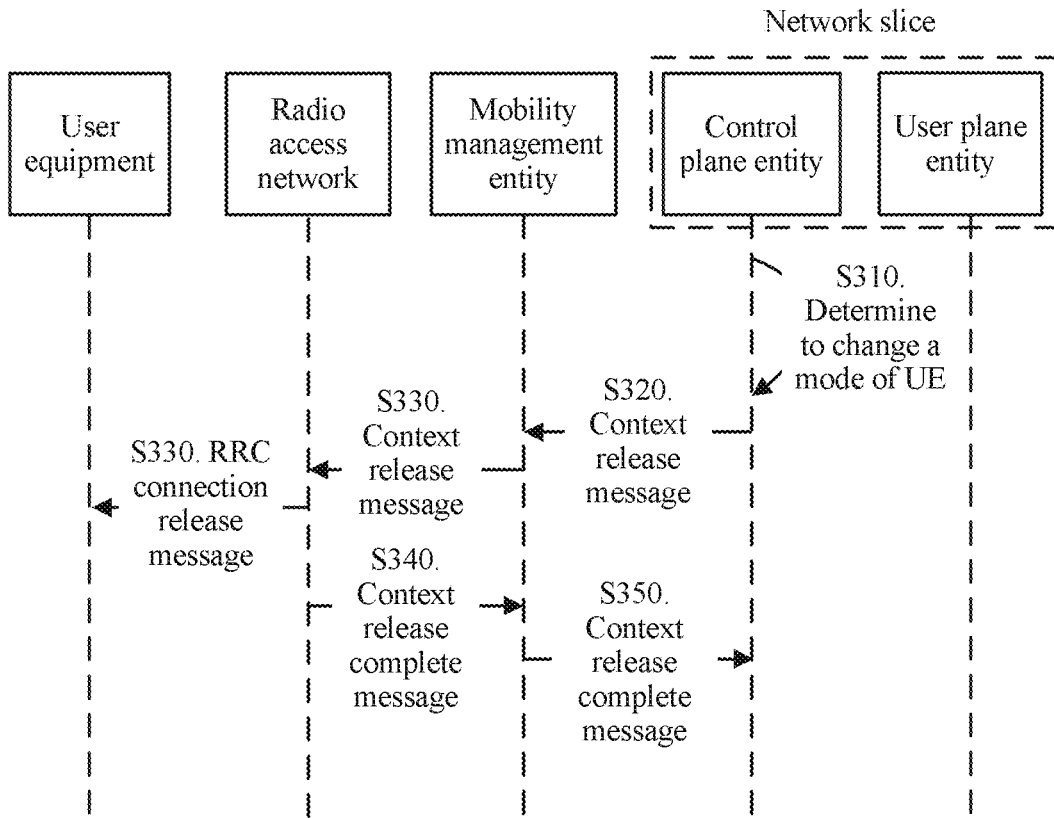 Network slice
User
equipment
Radio
access
network
Mobility
management
entity
Control
plane entity
User plane
entity
S310.
Determine
to change a
mode of UE
S320.
Context
release
message
S330.
Context
release
message
S330. RRC
connection
release
message
S340.
Context
release
complete
message
S350.
Context
release
complete
message